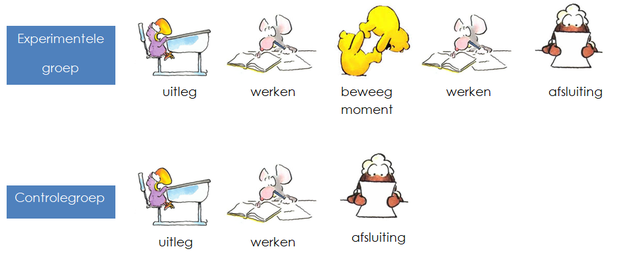 Experimentele
groep
uitleg
werken
beweeg
moment
werken
afsluiting
Controlegroep
uitleg
werken
afsluiting